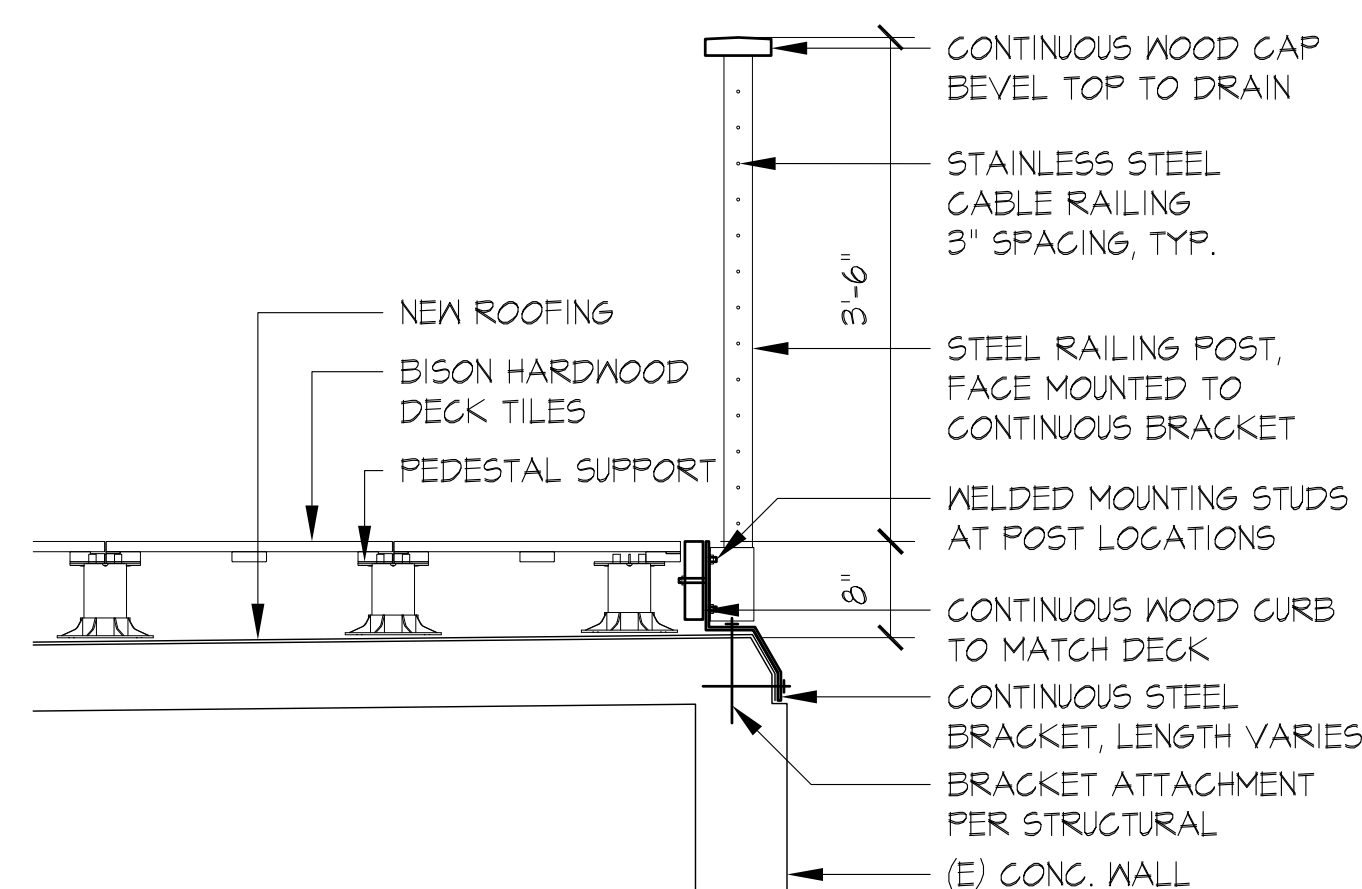 CONTINUOUS WOOD CAP
BEVEL TOP TO DRAIN
STAINLESS STEEL
CABLE RAILING
3" SPACING, TYP.
3'-6"
NEW ROOFING
BISON HARDWOOD
DECK TILES
PEDESTAL SUPPORT
STEEL RAILING POST,
FACE MOUNTED TO
CONTINUOUS BRACKET
WELDED MOUNTING STUDS
AT POST LOCATIONS
8"
CONTINUOUS WOOD CURB
TO MATCH DECK
CONTINUOUS STEEL
BRACKET, LENGTH VARIES
BRACKET ATTACHMENT
PER STRUCTURAL
(E) CONC. WALL